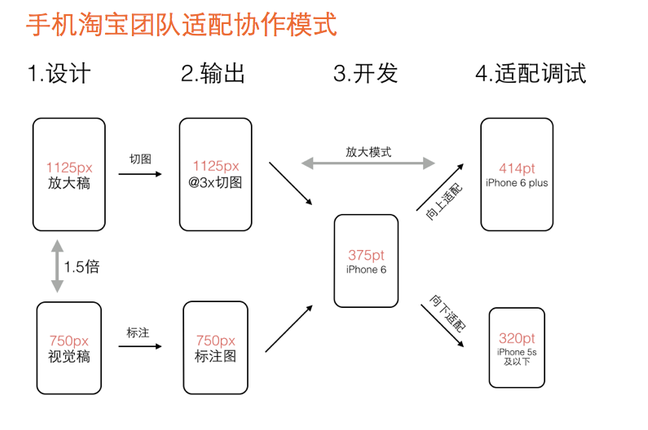 手机淘宝团队适配协作模式
1.设计
2.输出
3.开发
4.适配调试
1125px
放大稿
切图
1125px
@3x切图
放大模式
414pt
iPhone 6 plus
向上适配
375pt
iPhone 6
1.5倍
750px
视觉稿
标注
750px
标注图
向下适配
320pt
iPhone 5s
及以下